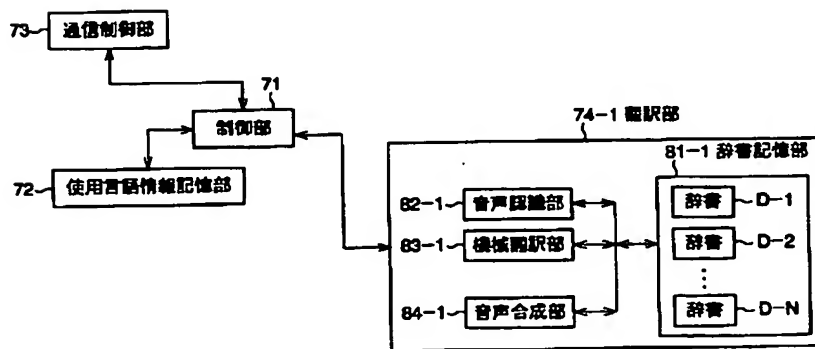 73 通信制御部
71
制御部
72 使用言語情報記憶部
74-1 翻訳部
81-1 辞書記憶部
82-1 音声認識部
83-1 機械翻訳部
84-1 音声合成部
辞書 D-1
辞書 D-2
⋮
辞書 D-N